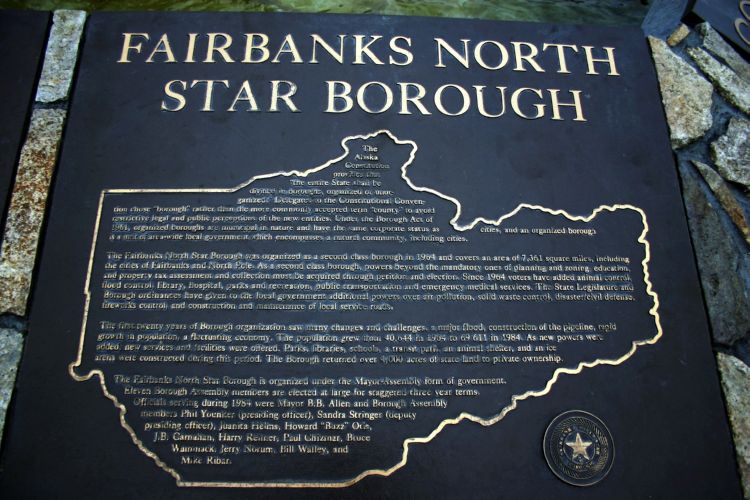 FAIRBANKS NORTH
STAR BOROUGH
The
Alaska
Constitution
provides that
The entire State shall be
divided in Boroughs, organized or unor-
ganized. Delegates to the Constitutional Conven-
tion chose "borough" rather than the more commonly accepted term "county" to avoid
restrictive legal and public perceptions of the new entities. Under the Borough Act of
1961, organized boroughs are municipal in nature and have the same corporate status as cities, and an organized borough
is a unit of areawide local government which encompasses a natural community, including cities.
The Fairbanks North Star Borough was organized as a second class borough in 1964 and covers an area of 7,361 square miles, including
the cities of Fairbanks and North Pole. As a second class borough, powers beyond the mandatory ones of planning and zoning, education,
and property tax assessment and collection must be acquired through petition and election. Since 1964 voters have added animal control,
flood control, library, hospital, parks and recreation, public transportation and emergency medical services. The State Legislature and
Borough ordinances have given to the local government additional powers over air pollution, solid waste control, disaster/civil defense,
fireworks control and construction and maintenance of local service roads.
The first twenty years of Borough organization saw many changes and challenges, a major flood, construction of the pipeline, rapid
growth in population, a fluctuating economy. The population grew from 40,644 in 1964 to 69,611 in 1984. As new powers were
added, new services and facilities were offered. Parks, libraries, schools, a transit park, an animal shelter, and an ice
arena were constructed during this period. The Borough returned over 4,000 acres of state land to private ownership.
The Fairbanks North Star Borough is organized under the Mayor-Assembly form of government.
Eleven Borough Assembly members are elected at large for staggered three year terms.
Officials serving during 1984 were Mayor B.B. Allen and Borough Assembly
members Phil Younker (presiding officer), Sandra Stringer (deputy
presiding officer), Juanita Helms, Howard "Buzz" Otis,
J.B. Carnahan, Harry Reimer, Paul Chizmar, Bruce
Wammack, Jerry Norum, Bill Walley, and
Mike Ribar.